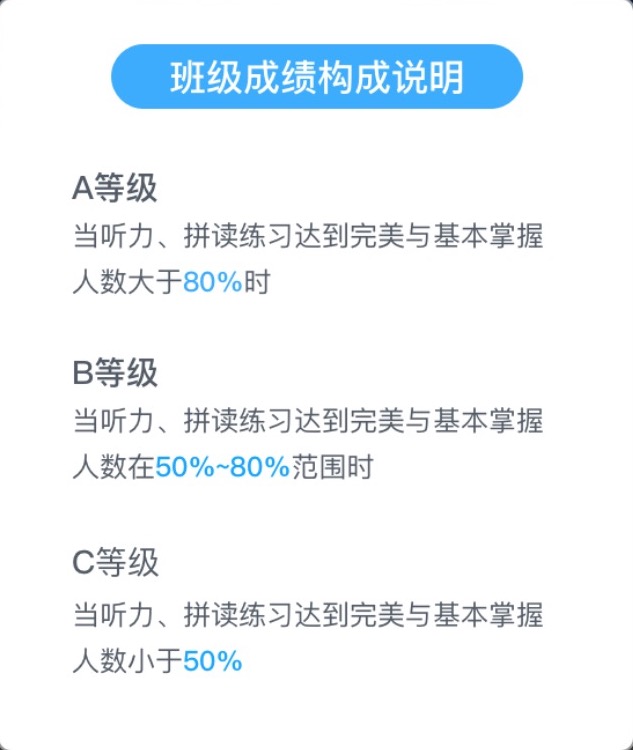 班级成绩构成说明
A等级
当听力、拼读练习达到完美与基本掌握
人数大于80%时
B等级
当听力、拼读练习达到完美与基本掌握
人数在50%~80%范围时
C等级
当听力、拼读练习达到完美与基本掌握
人数小于50%